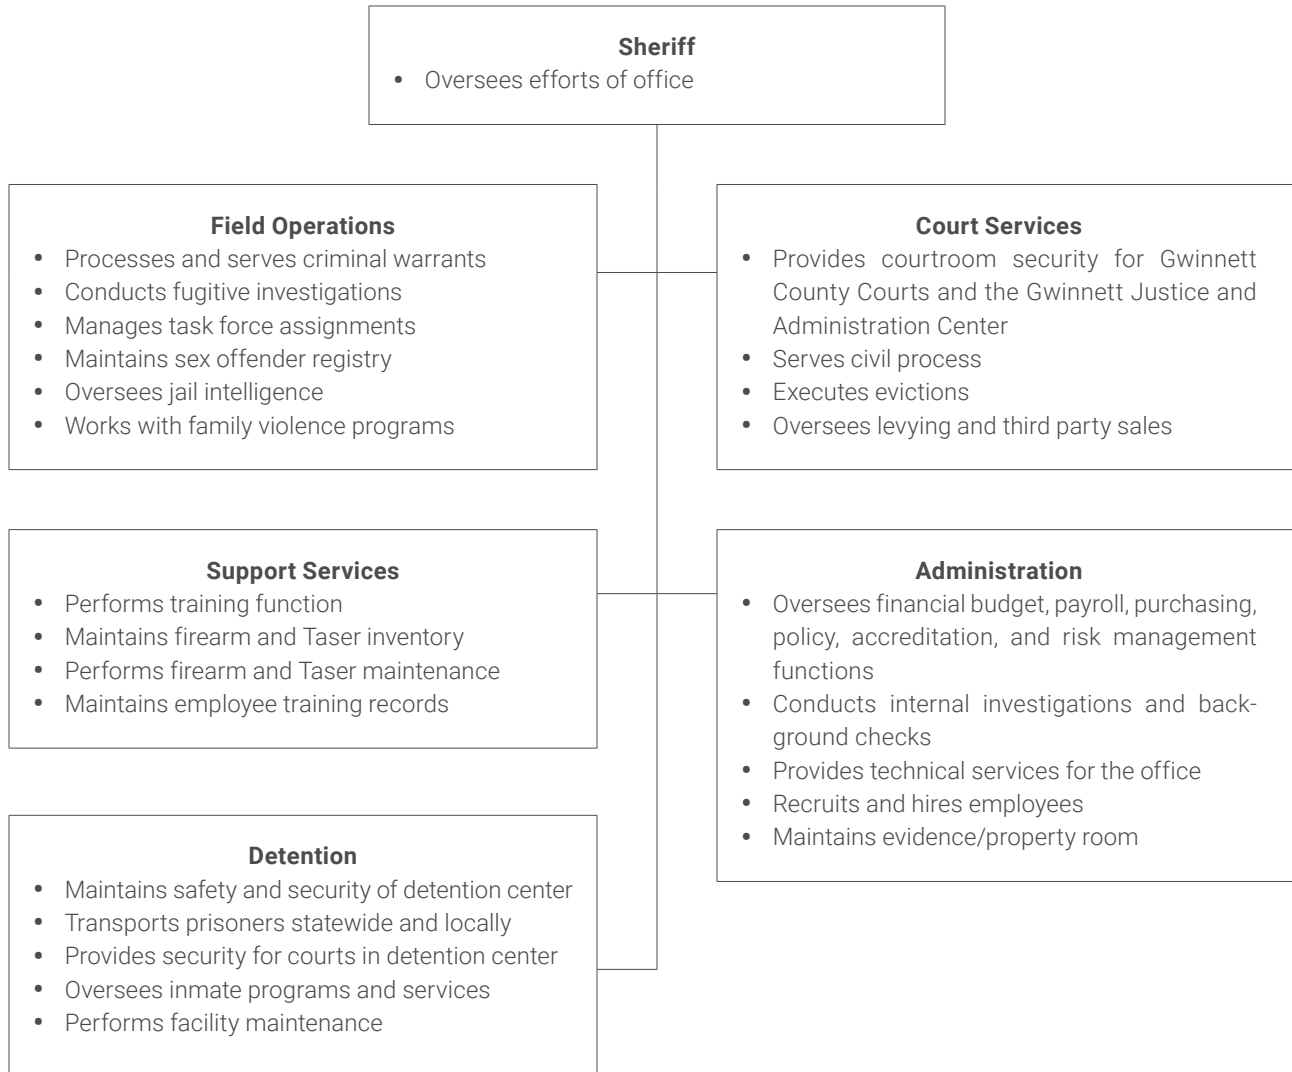 Sheriff
• Oversees efforts of office
Field Operations
• Processes and serves criminal warrants
• Conducts fugitive investigations
• Manages task force assignments
• Maintains sex offender registry
• Oversees jail intelligence
• Works with family violence programs
Court Services
• Provides courtroom security for Gwinnett
County Courts and the Gwinnett Justice and
Administration Center
• Serves civil process
• Executes evictions
• Oversees levying and third party sales
Support Services
• Performs training function
• Maintains firearm and Taser inventory
• Performs firearm and Taser maintenance
• Maintains employee training records
Administration
• Oversees financial budget, payroll, purchasing,
policy, accreditation, and risk management
functions
• Conducts internal investigations and back-
ground checks
• Provides technical services for the office
• Recruits and hires employees
• Maintains evidence/property room
Detention
• Maintains safety and security of detention center
• Transports prisoners statewide and locally
• Provides security for courts in detention center
• Oversees inmate programs and services
• Performs facility maintenance